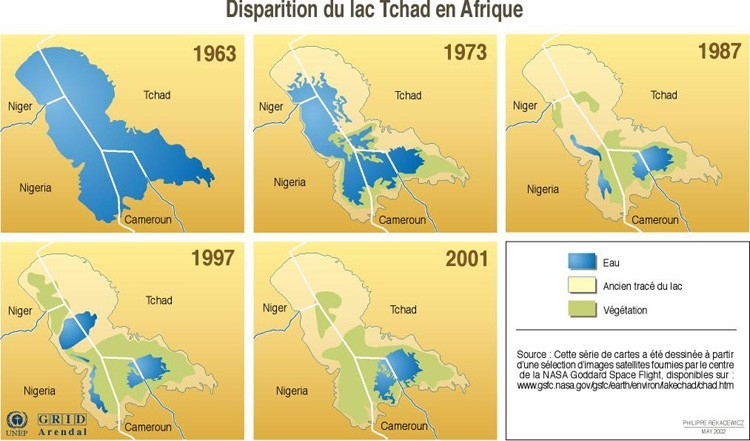 Disparition du lac Tchad en Afrique
1963
Tchad
Niger
Nigeria
Cameroun
1973
Tchad
Niger
Nigeria
Cameroun
1987
Tchad
Niger
Nigeria
Cameroun
1997
Tchad
Niger
Nigeria
Cameroun
UNEP
GRID
Arendal
2001
Tchad
Niger
Nigeria
Cameroun
Eau
Ancien tracé du lac
Végétation
Source : Cette série de cartes a été dessinée à partir
d'une sélection d'images satellites fournies par le centre
de la NASA Goddard Space Flight, disponibles sur :
www.gsfc.nasa.gov/gsfc/earth/environ/lakechad/chad.htm
PHILIPPE REKACEWICZ
MAY 2002